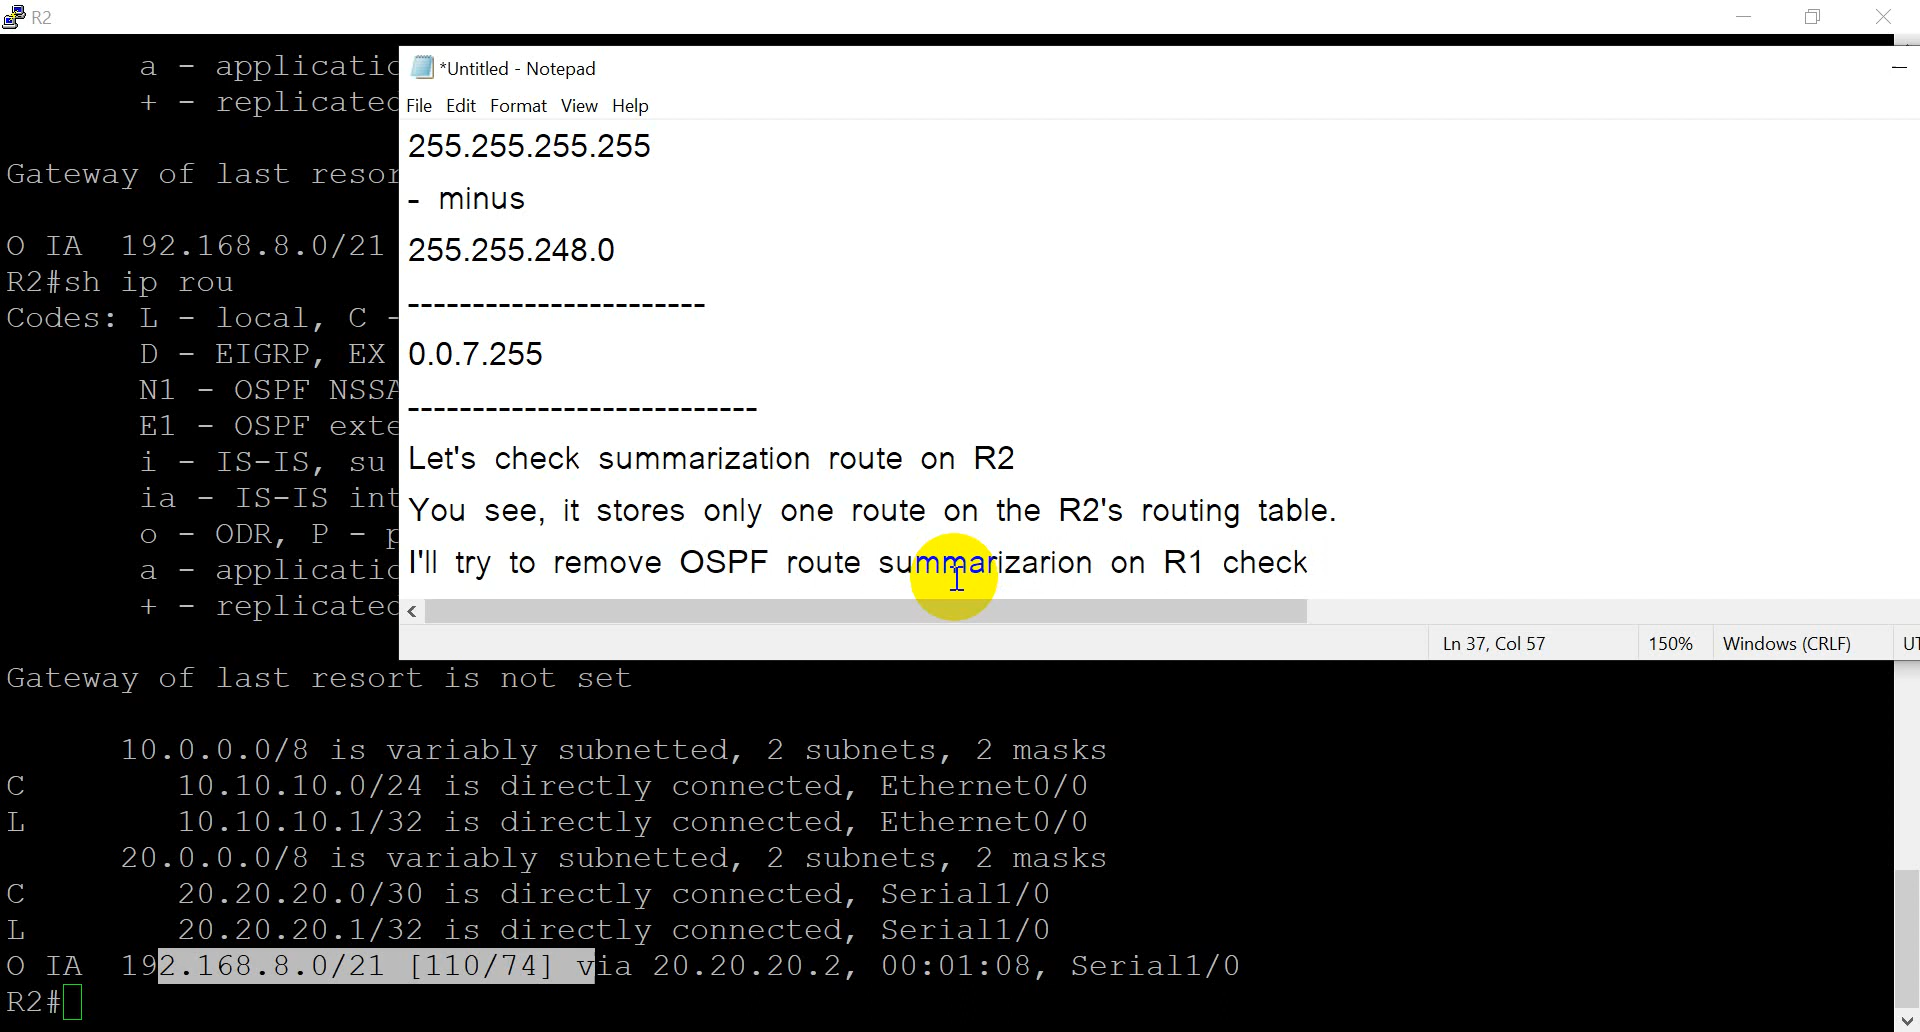 R2
a - applicatio
+ - replicated
Gateway of last resor
O IA  192.168.8.0/21
R2#sh ip rou
Codes: L - local, C -
D - EIGRP, EX
N1 - OSPF NSSA
E1 - OSPF exte
i - IS-IS, su
ia - IS-IS int
o - ODR, P - p
a - applicatio
+ - replicated
*Untitled - Notepad
File Edit Format View Help
255.255.255.255
- minus
255.255.248.0
-----------------------
0.0.7.255
---------------------------
Let's check summarization route on R2
You see, it stores only one route on the R2's routing table.
I'll try to remove OSPF route summarizarion on R1 check
Ln 37, Col 57 150% Windows (CRLF) UT
Gateway of last resort is not set
10.0.0.0/8 is variably subnetted, 2 subnets, 2 masks
C 10.10.10.0/24 is directly connected, Ethernet0/0
L 10.10.10.1/32 is directly connected, Ethernet0/0
20.0.0.0/8 is variably subnetted, 2 subnets, 2 masks
C 20.20.20.0/30 is directly connected, Serial1/0
L 20.20.20.1/32 is directly connected, Serial1/0
O IA 192.168.8.0/21 [110/74] via 20.20.20.2, 00:01:08, Serial1/0
R2#